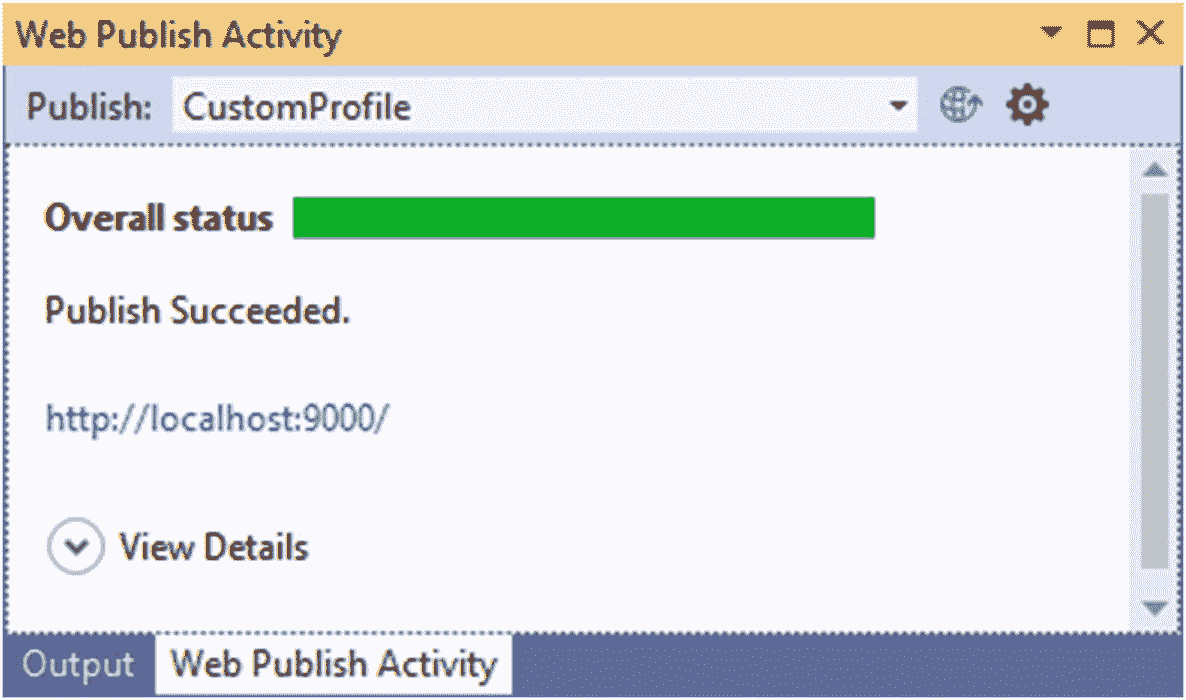 Web Publish Activity
Publish: CustomProfile
Overall status
Publish Succeeded.
http://localhost:9000/
View Details
Output Web Publish Activity